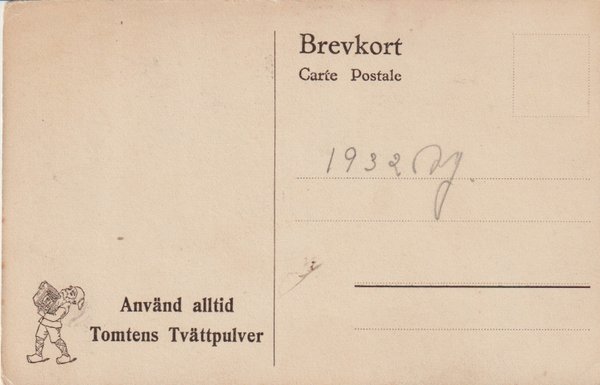 Brevkort
Carte Postale
1932
Använd alltid
Tomtens Tvättpulver